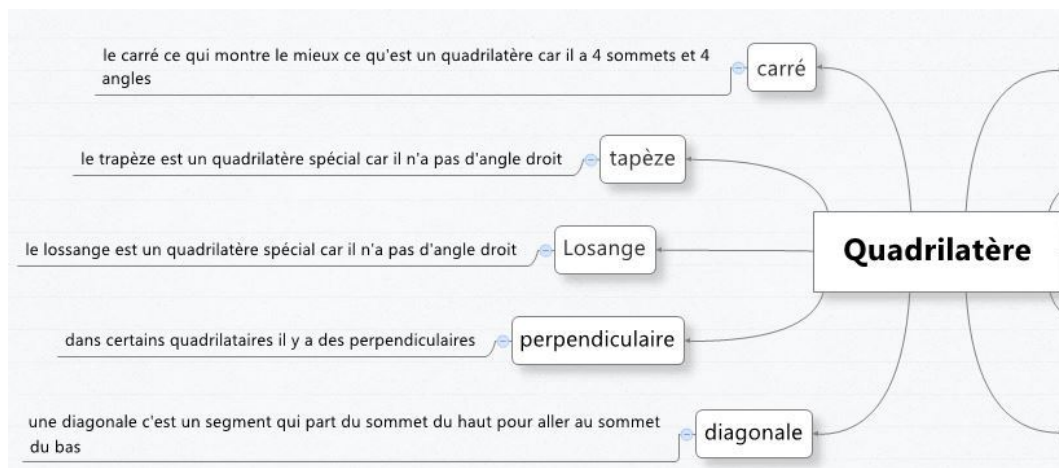 le carré ce qui montre le mieux ce qu'est un quadrilatère car il a 4 sommets et 4
angles
carré
le trapèze est un quadrilatère spécial car il n'a pas d'angle droit
tapèze
Quadrilatère
le lossange est un quadrilatère spécial car il n'a pas d'angle droit
Losange
dans certains quadrilataires il y a des perpendiculaires
perpendiculaire
une diagonale c'est un segment qui part du sommet du haut pour aller au sommet
du bas
diagonale